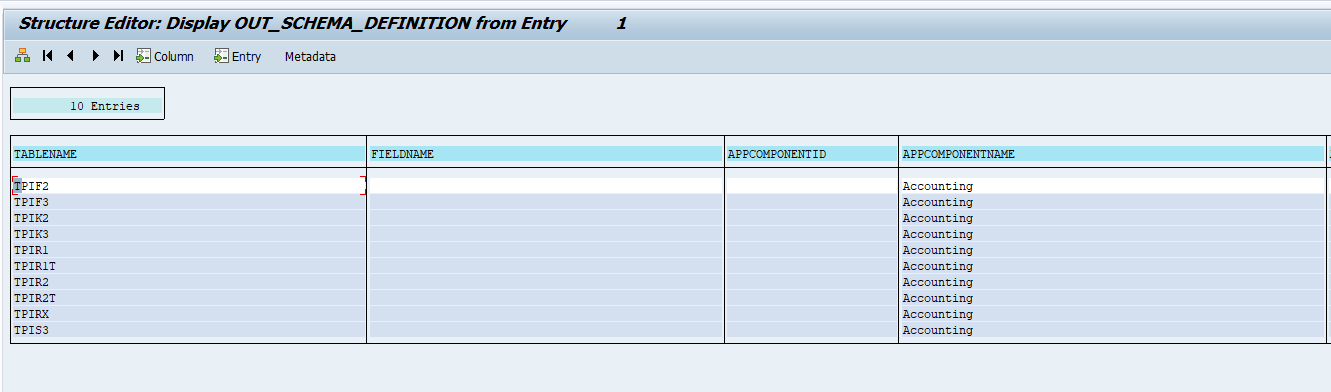 Structure Editor: Display OUT_SCHEMA_DEFINITION from Entry 1
Column Entry Metadata
10 Entries
TABLENAME FIELDNAME APPCOMPONENTID APPCOMPONENTNAME
TPIF2 Accounting
TPIF3 Accounting
TPIK2 Accounting
TPIK3 Accounting
TPIR1 Accounting
TPIR1T Accounting
TPIR2 Accounting
TPIR2T Accounting
TPIRX Accounting
TPIS3 Accounting